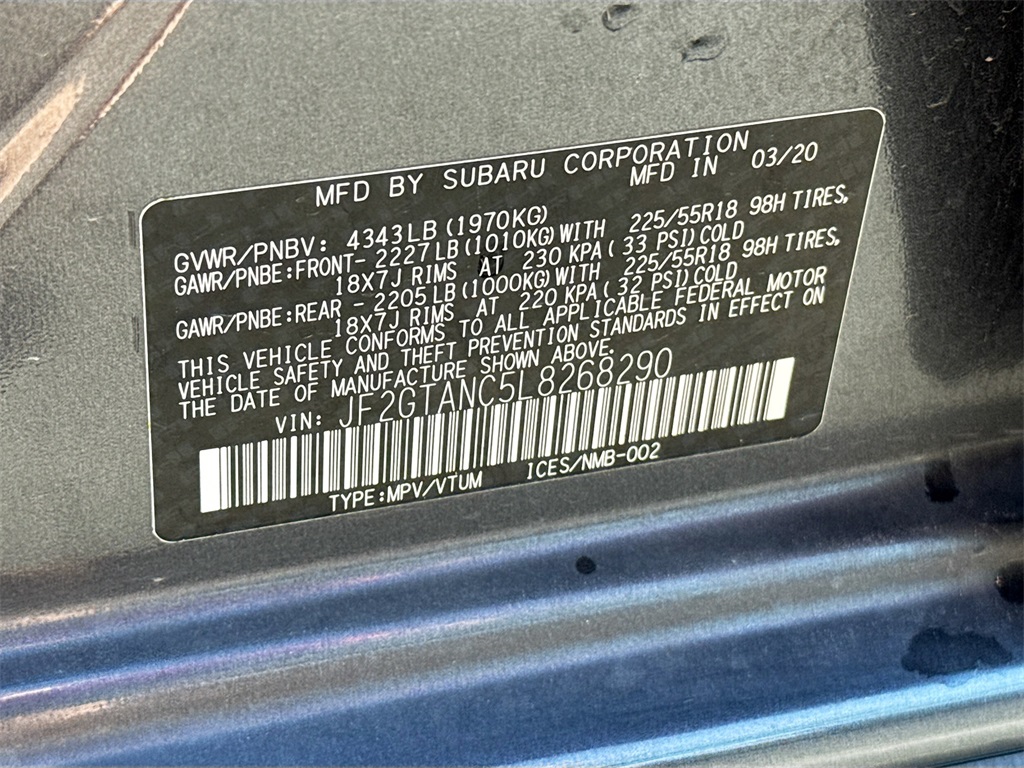 MFD BY SUBARU CORPORATION
MFD IN 03/20
GVWR/PNBV: 4343LB(1970KG)
GAWR/PNBE:FRONT- 2227LB(1010KG)WITH 225/55R18 98H TIRES,
18X7J RIMS AT 230 KPA(33 PSI)COLD
GAWR/PNBE:REAR - 2205LB(1000KG)WITH 225/55R18 98H TIRES,
18X7J RIMS AT 220 KPA(32 PSI)COLD
THIS VEHICLE CONFORMS TO ALL APPLICABLE FEDERAL MOTOR
VEHICLE SAFETY AND THEFT PREVENTION STANDARDS IN EFFECT ON
THE DATE OF MANUFACTURE SHOWN ABOVE.
VIN: JF2GTANC5L8268290
TYPE:MPV/VTUM ICES/NMB-002